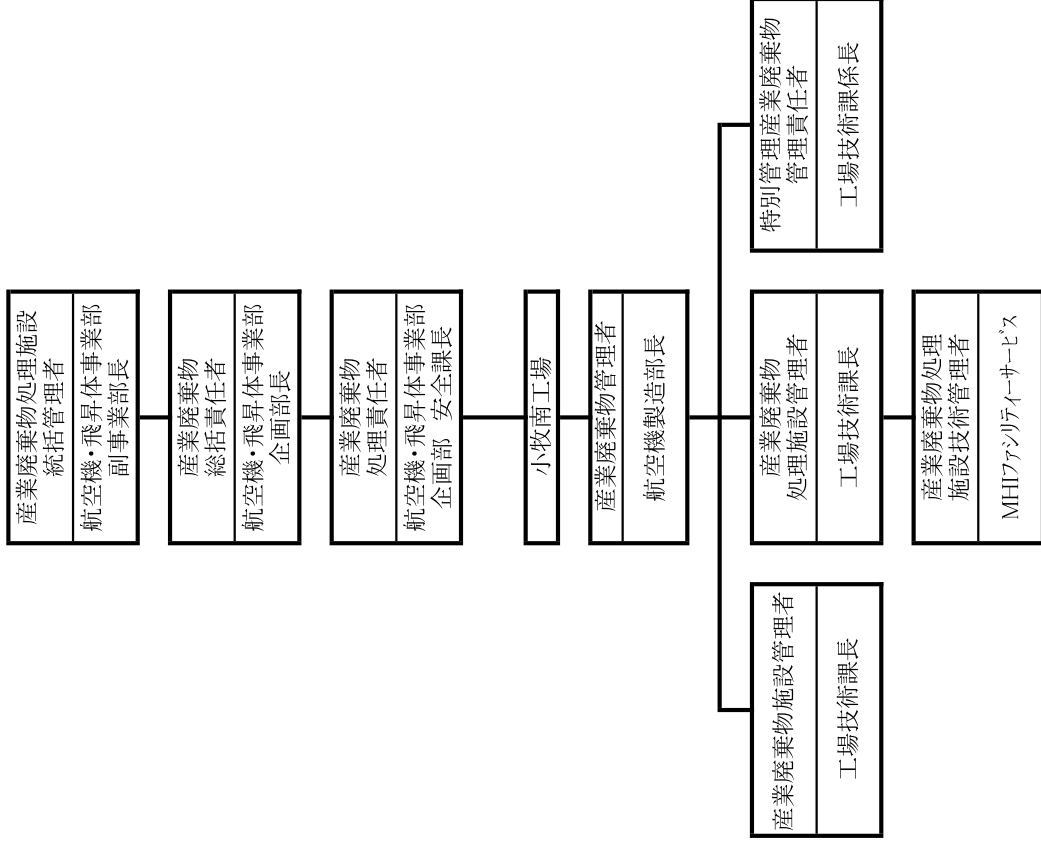 産業廃棄物処理施設
統括管理者
航空機・飛昇体事業部
副事業部長
産業廃棄物
総括責任者
航空機・飛昇体事業部
企画部長
産業廃棄物
処理責任者
航空機・飛昇体事業部
企画部　安全課長
小牧南工場
産業廃棄物管理者
航空機製造部長
産業廃棄物施設管理者
工場技術課長
産業廃棄物
処理施設管理者
工場技術課長
特別管理産業廃棄物
管理責任者
工場技術課係長
産業廃棄物処理
施設技術管理者
MHIファシリティーサービス